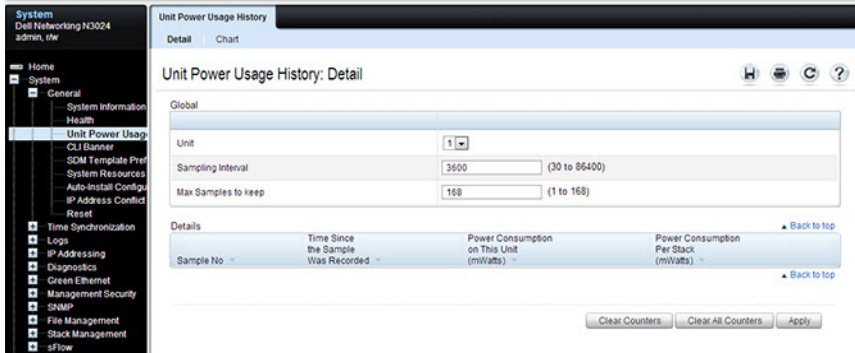 System
Dell Networking N3024
admin, r/w
Home
System
General
System Information
Health
Unit Power Usag
CLI Banner
SDM Template Pref
System Resources
Auto-Install Configu
IP Address Conflict
Reset
Time Synchronization
Logs
IP Addressing
Diagnostics
Green Ethernet
Management Security
SNMP
File Management
Stack Management
sFlow
Unit Power Usage History
Detail Chart
Unit Power Usage History: Detail
Global
Unit 1
Sampling Interval 3600 (30 to 86400)
Max Samples to keep 168 (1 to 168)
Details Back to top
Sample No
Time Since
the Sample
Was Recorded
Power Consumption
on This Unit
(mWatts)
Power Consumption
Per Stack
(mWatts)
Back to top
Clear Counters Clear All Counters Apply